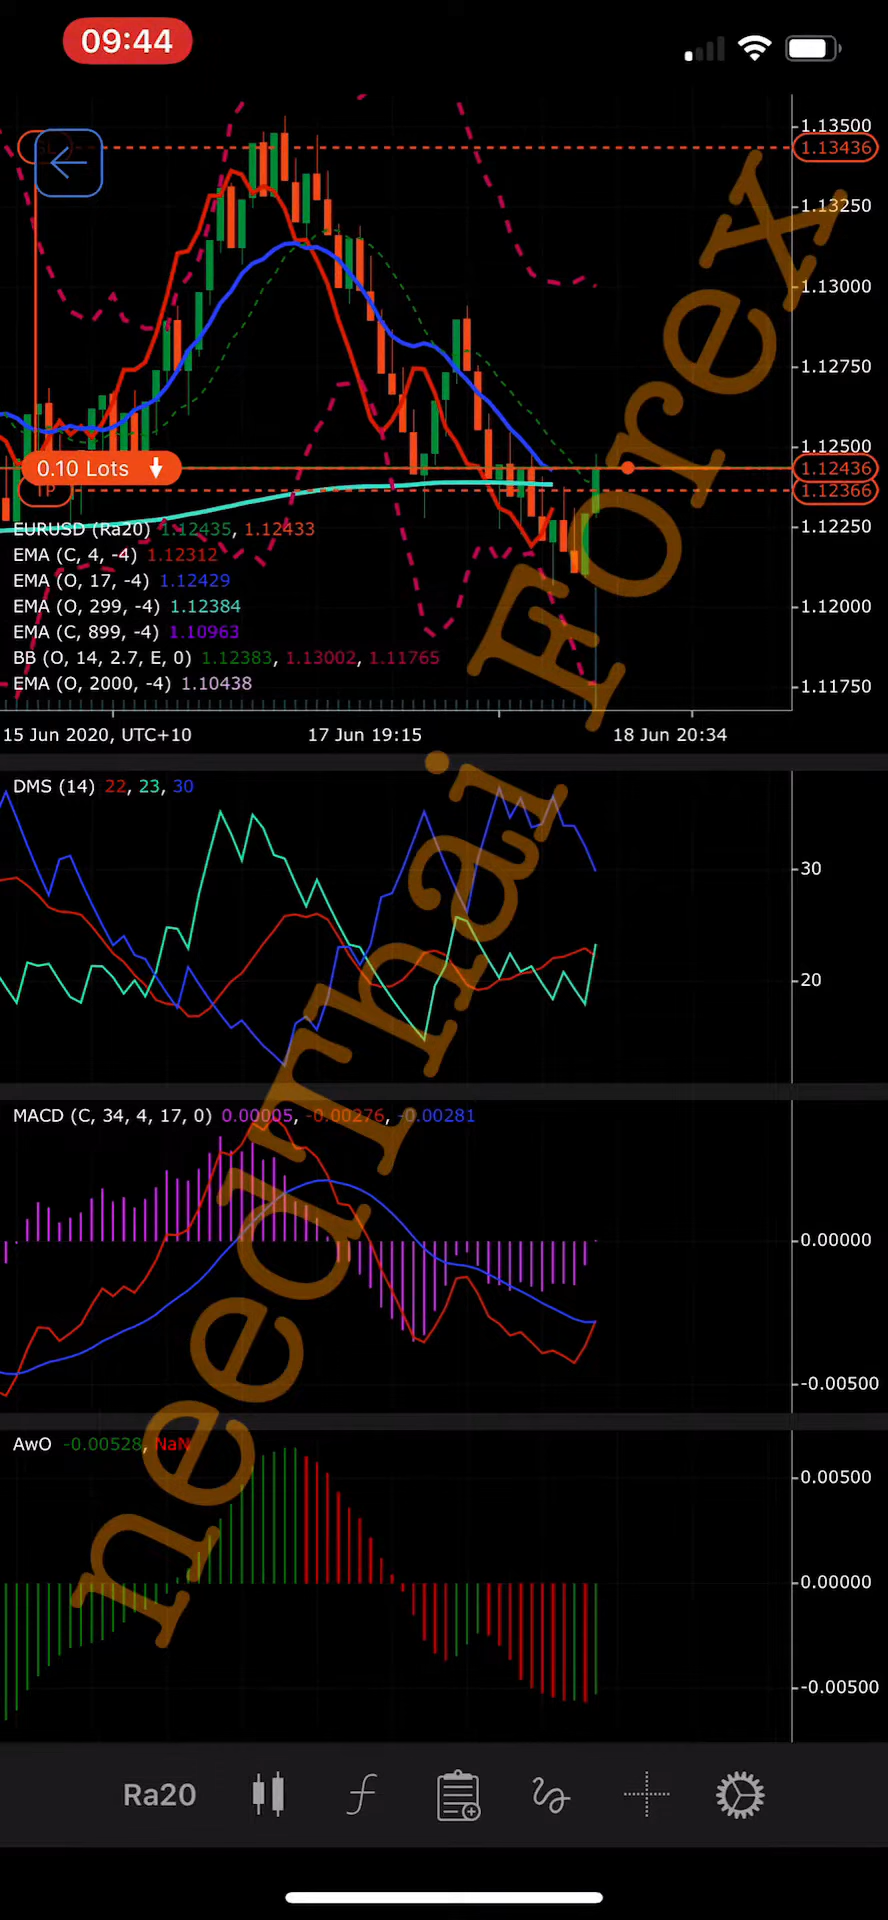 09:44
1.13500
1.13436
1.13250
1.13000
1.12750
1.12500
0.10 Lots
1.12436
TP
1.12366
EURUSD (Ra20) 1.12435, 1.12433
1.12250
EMA (C, 4, -4) 1.12312
EMA (O, 17, -4) 1.12429
EMA (O, 299, -4) 1.12384
1.12000
EMA (C, 899, -4) 1.10963
BB (O, 14, 2.7, E, 0) 1.12383, 1.13002, 1.11765
EMA (O, 2000, -4) 1.10438
1.11750
15 Jun 2020, UTC+10 17 Jun 19:15 18 Jun 20:34
DMS (14) 22, 23, 30
30
20
MACD (C, 34, 4, 17, 0) 0.00005, -0.00276, -0.00281
0.00000
-0.00500
AwO -0.00528, NaN
0.00500
0.00000
-0.00500
needThai Forex
Ra20